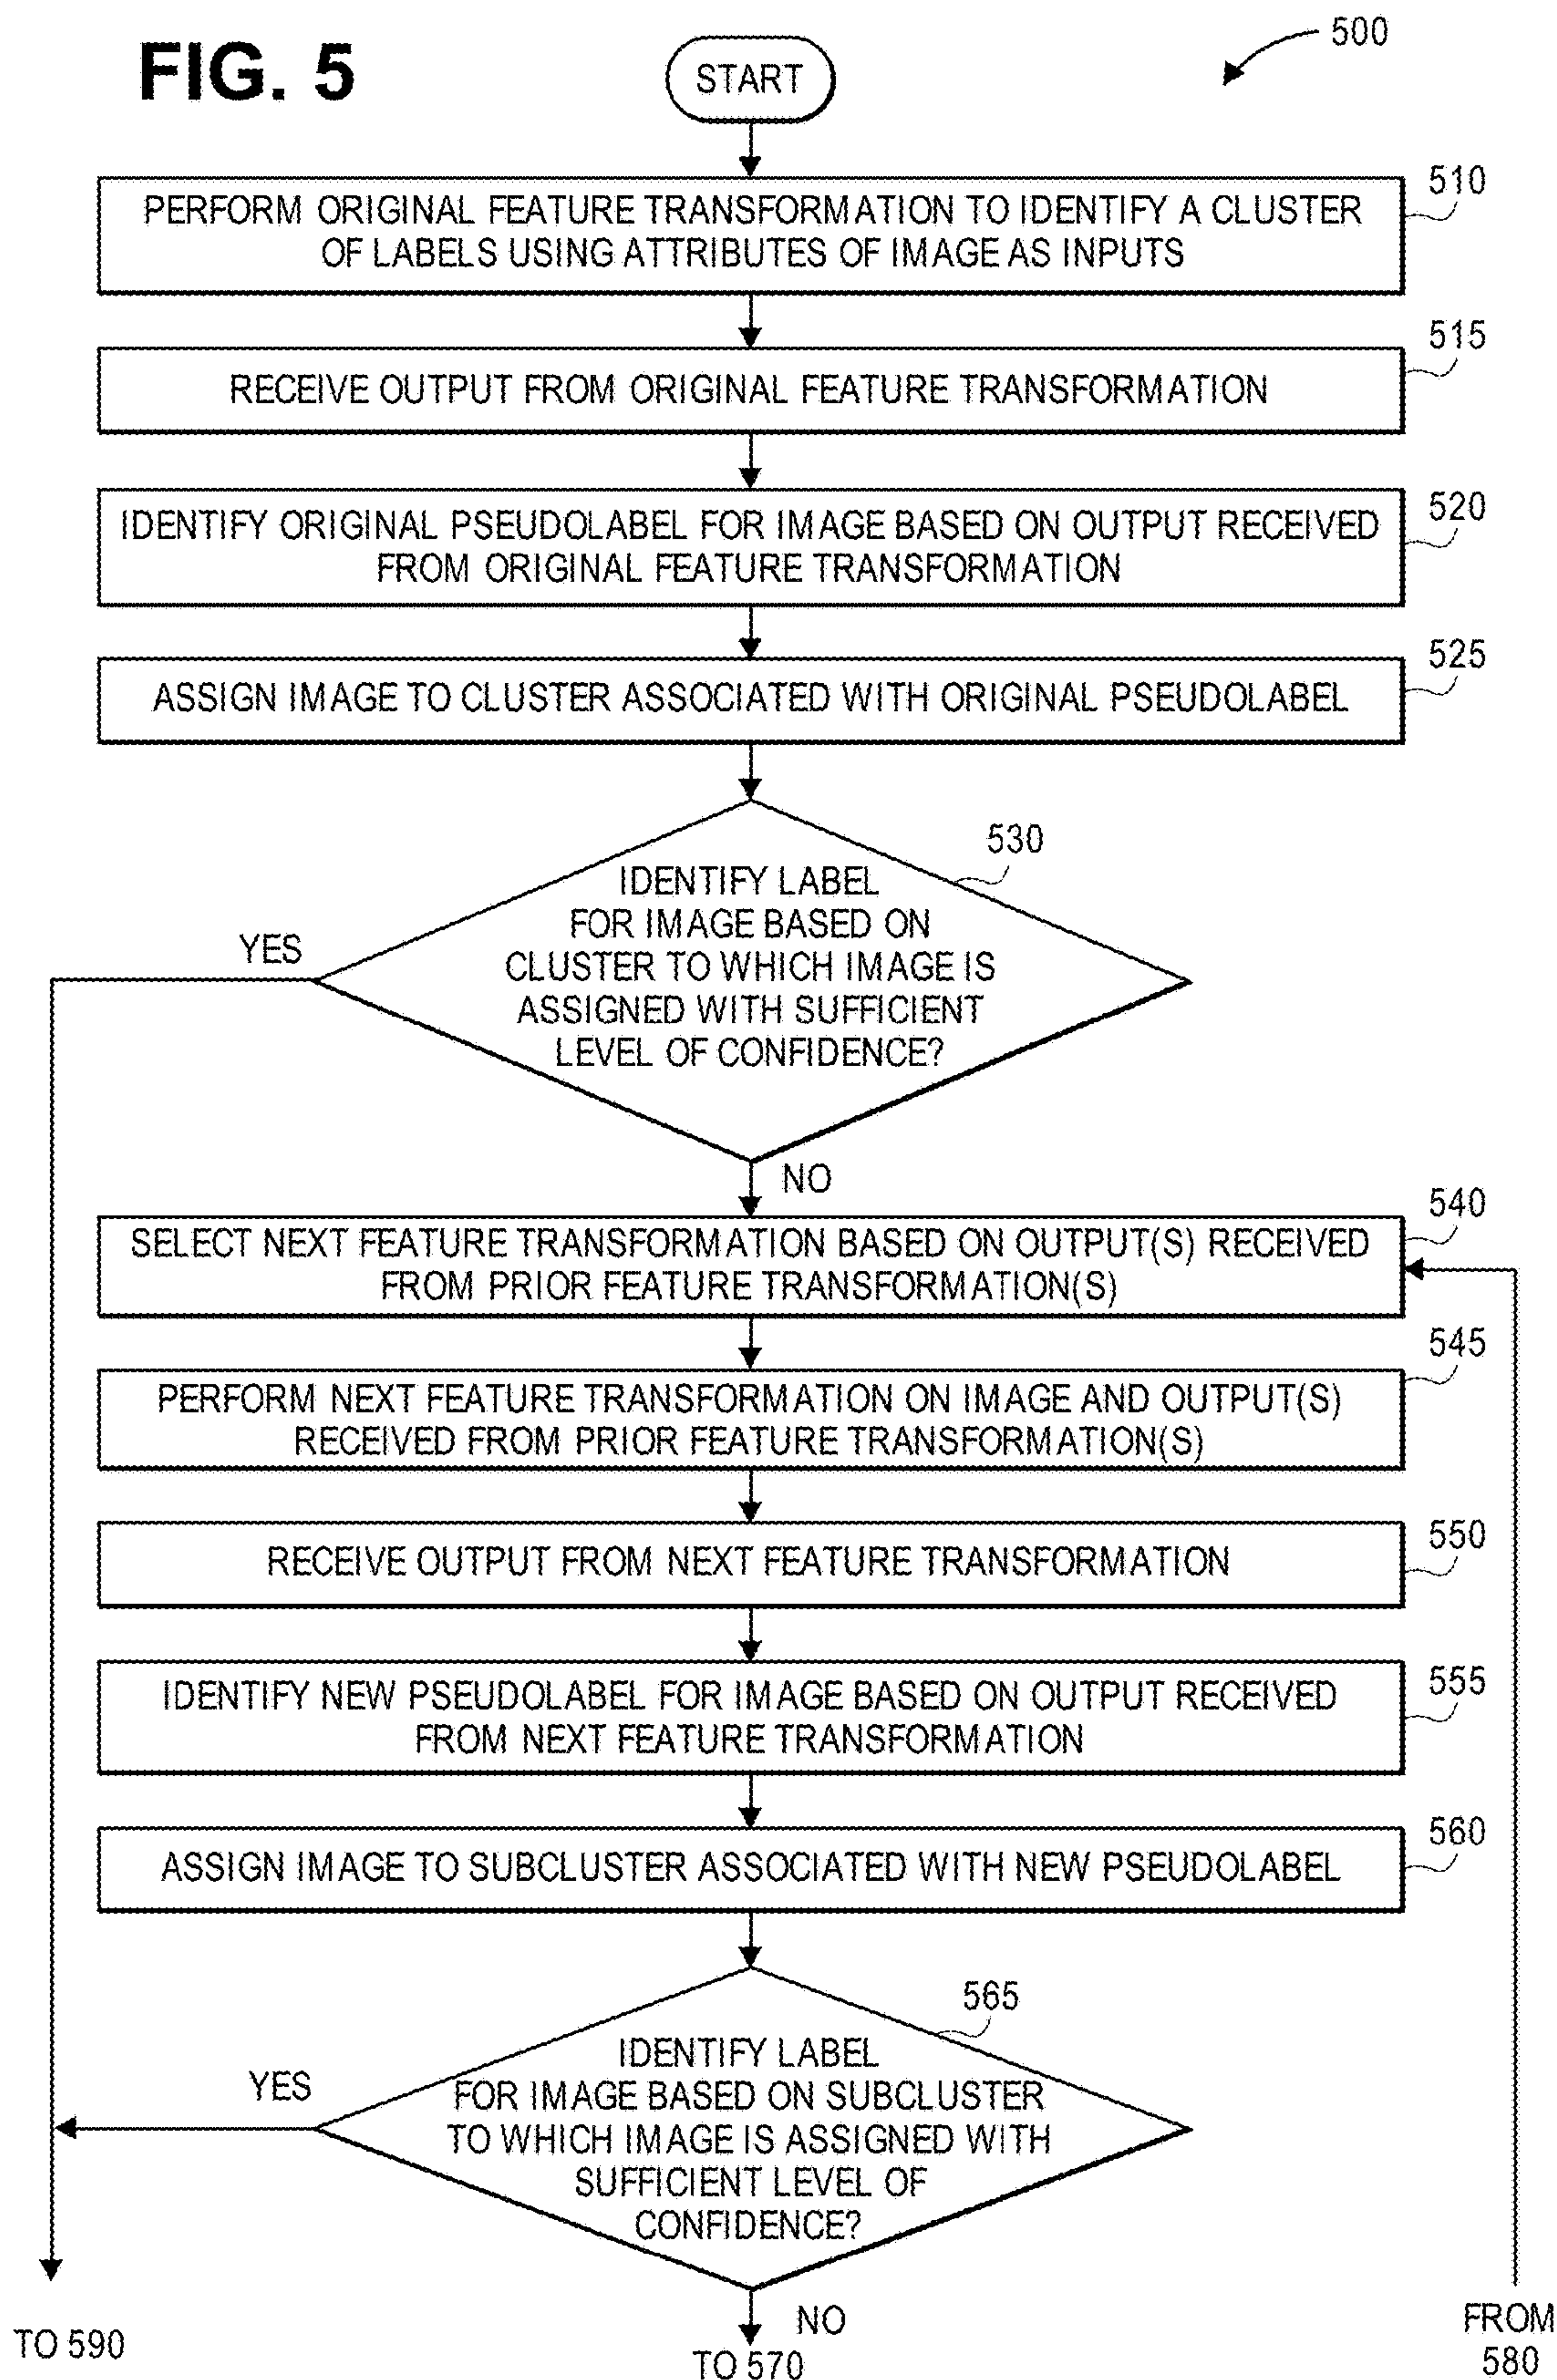 FIG. 5
START
500
510
PERFORM ORIGINAL FEATURE TRANSFORMATION TO IDENTIFY A CLUSTER
OF LABELS USING ATTRIBUTES OF IMAGE AS INPUTS
515
RECEIVE OUTPUT FROM ORIGINAL FEATURE TRANSFORMATION
520
IDENTIFY ORIGINAL PSEUDOLABEL FOR IMAGE BASED ON OUTPUT RECEIVED
FROM ORIGINAL FEATURE TRANSFORMATION
525
ASSIGN IMAGE TO CLUSTER ASSOCIATED WITH ORIGINAL PSEUDOLABEL
530
IDENTIFY LABEL
FOR IMAGE BASED ON
CLUSTER TO WHICH IMAGE IS
ASSIGNED WITH SUFFICIENT
LEVEL OF CONFIDENCE?
YES
NO
540
SELECT NEXT FEATURE TRANSFORMATION BASED ON OUTPUT(S) RECEIVED
FROM PRIOR FEATURE TRANSFORMATION(S)
545
PERFORM NEXT FEATURE TRANSFORMATION ON IMAGE AND OUTPUT(S)
RECEIVED FROM PRIOR FEATURE TRANSFORMATION(S)
550
RECEIVE OUTPUT FROM NEXT FEATURE TRANSFORMATION
555
IDENTIFY NEW PSEUDOLABEL FOR IMAGE BASED ON OUTPUT RECEIVED
FROM NEXT FEATURE TRANSFORMATION
560
ASSIGN IMAGE TO SUBCLUSTER ASSOCIATED WITH NEW PSEUDOLABEL
565
IDENTIFY LABEL
FOR IMAGE BASED ON SUBCLUSTER
TO WHICH IMAGE IS ASSIGNED WITH
SUFFICIENT LEVEL OF
CONFIDENCE?
YES
NO
TO 590
TO 570
FROM
580